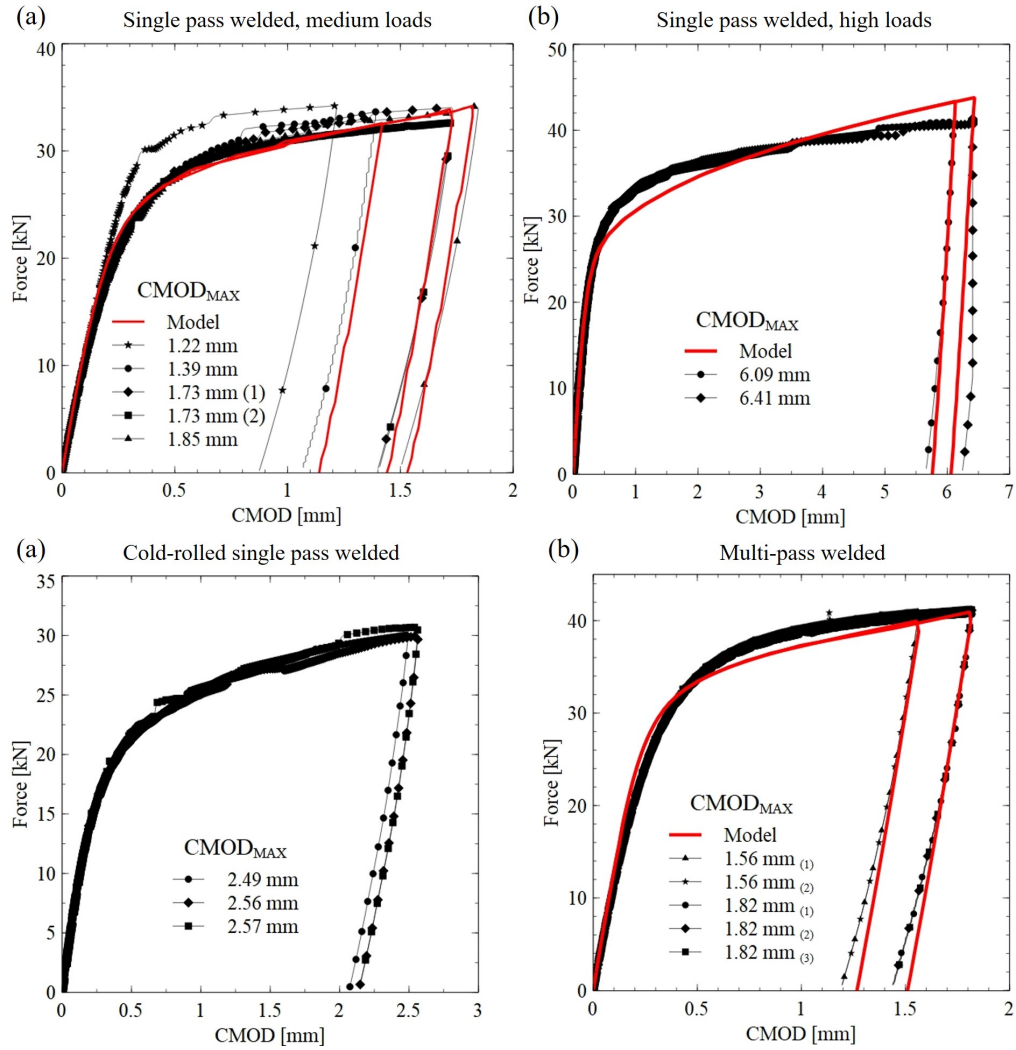 (a)
Single pass welded, medium loads
40
30
20
10
0
Force [kN]
CMOD_MAX
Model
1.22 mm
1.39 mm
1.73 mm (1)
1.73 mm (2)
1.85 mm
0
0.5
1
1.5
2
CMOD [mm]
(b)
Single pass welded, high loads
50
40
30
20
10
0
Force [kN]
CMOD_MAX
Model
6.09 mm
6.41 mm
0
1
2
3
4
5
6
7
CMOD [mm]
(a)
Cold-rolled single pass welded
35
30
25
20
15
10
5
0
Force [kN]
CMOD_MAX
2.49 mm
2.56 mm
2.57 mm
0
0.5
1
1.5
2
2.5
3
CMOD [mm]
(b)
Multi-pass welded
40
30
20
10
0
Force [kN]
CMOD_MAX
Model
1.56 mm (1)
1.56 mm (2)
1.82 mm (1)
1.82 mm (2)
1.82 mm (3)
0
0.5
1
1.5
2
CMOD [mm]